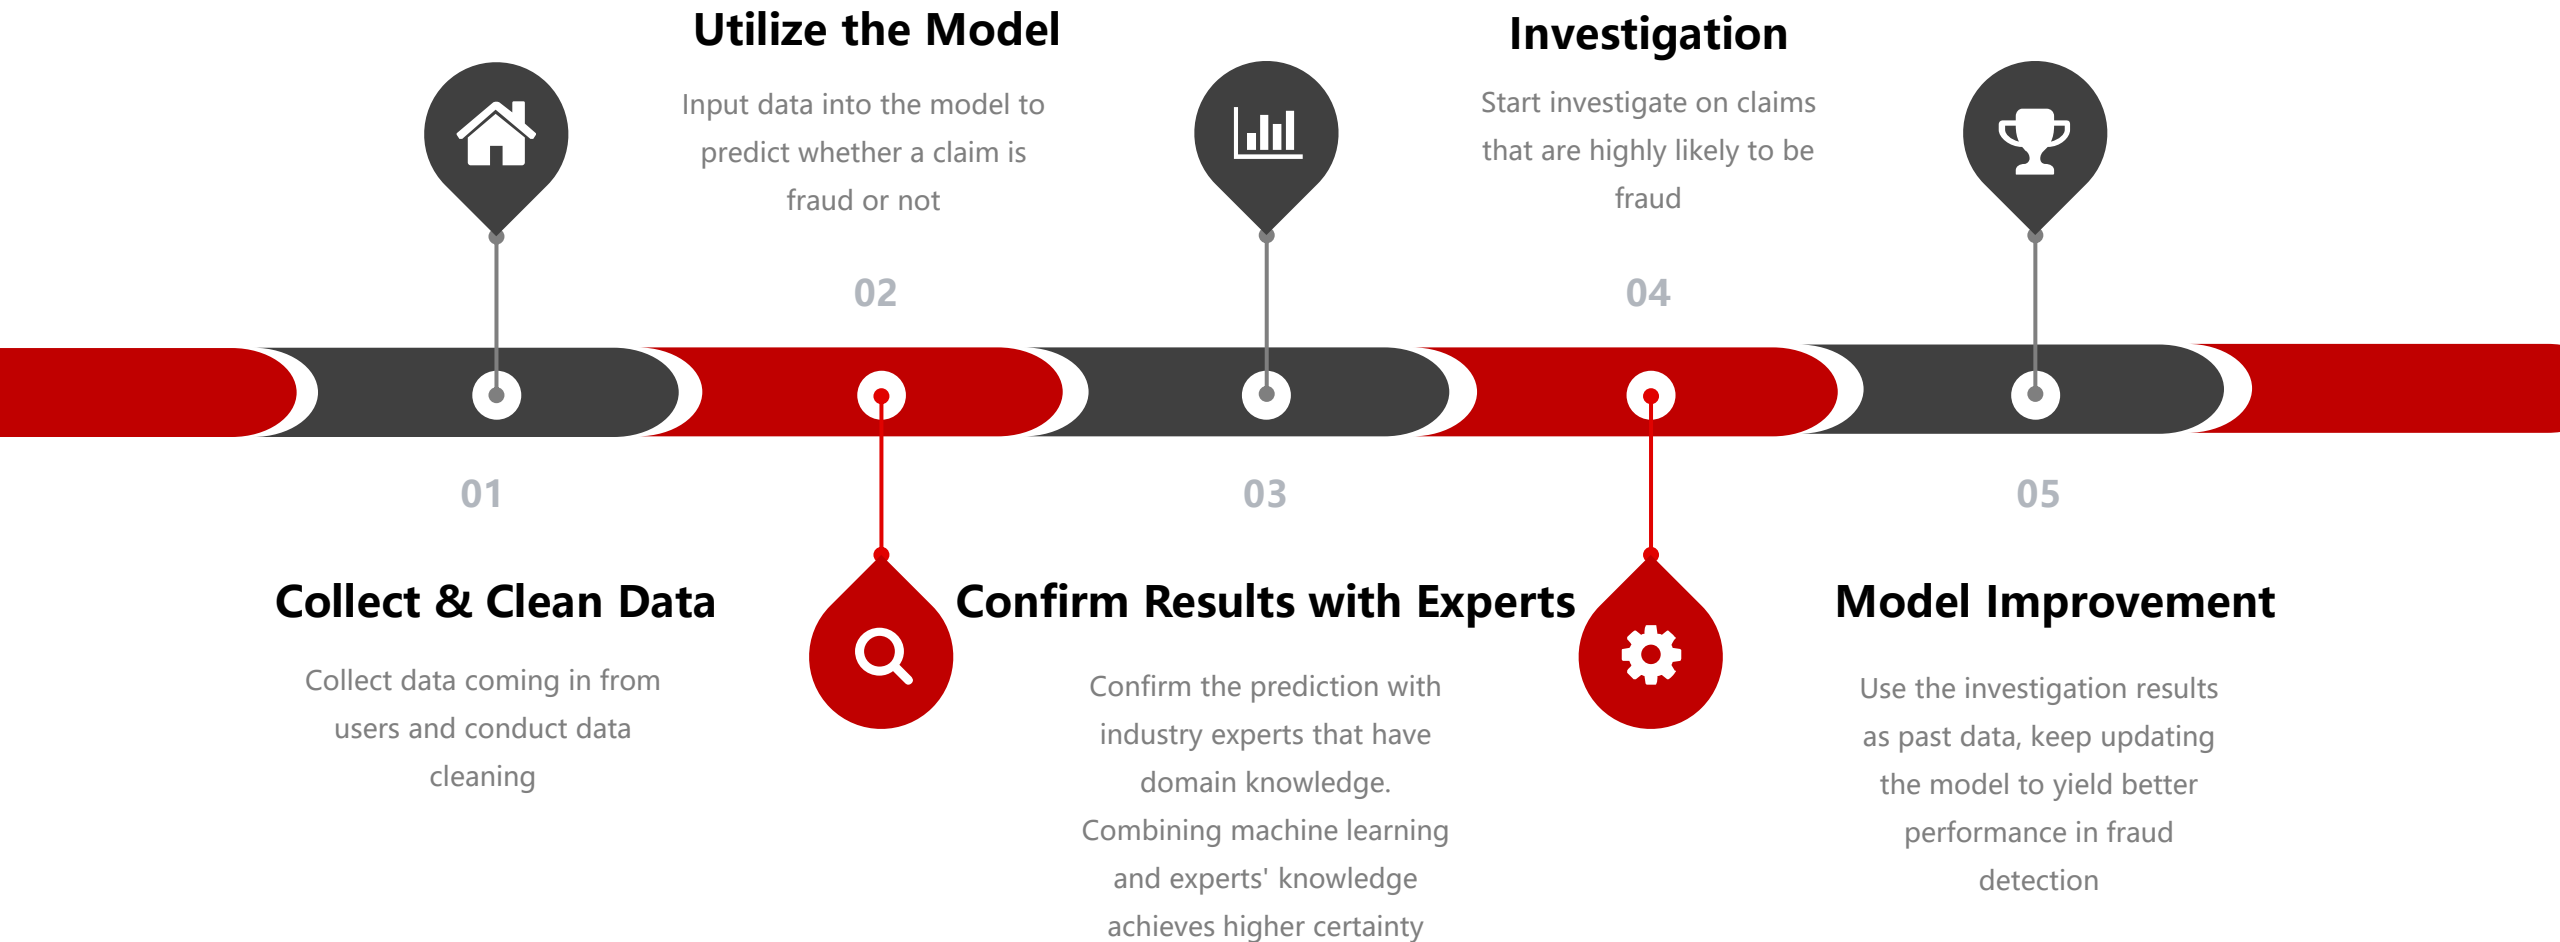 01
Collect & Clean Data
Collect data coming in from
users and conduct data
cleaning
Utilize the Model
Input data into the model to
predict whether a claim is
fraud or not
02
03
Confirm Results with Experts
Confirm the prediction with
industry experts that have
domain knowledge.
Combining machine learning
and experts' knowledge
achieves higher certainty
Investigation
Start investigate on claims
that are highly likely to be
fraud
04
05
Model Improvement
Use the investigation results
as past data, keep updating
the model to yield better
performance in fraud
detection